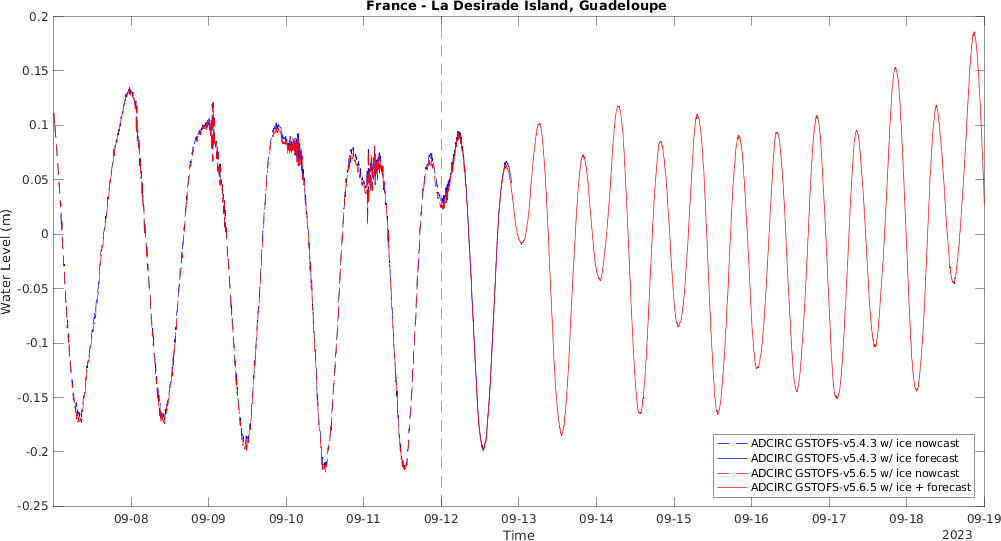 France - La Desirade Island, Guadeloupe
0.2
0.15
0.1
0.05
0
-0.05
-0.1
-0.15
-0.2
-0.25
Water Level (m)
ADCIRC GSTOFS-v5.4.3 w/ ice nowcast
ADCIRC GSTOFS-v5.4.3 w/ ice forecast
ADCIRC GSTOFS-v5.6.5 w/ ice nowcast
ADCIRC GSTOFS-v5.6.5 w/ ice + forecast
09-08 09-09 09-10 09-11 09-12 09-13 09-14 09-15 09-16 09-17 09-18 09-19
Time
2023